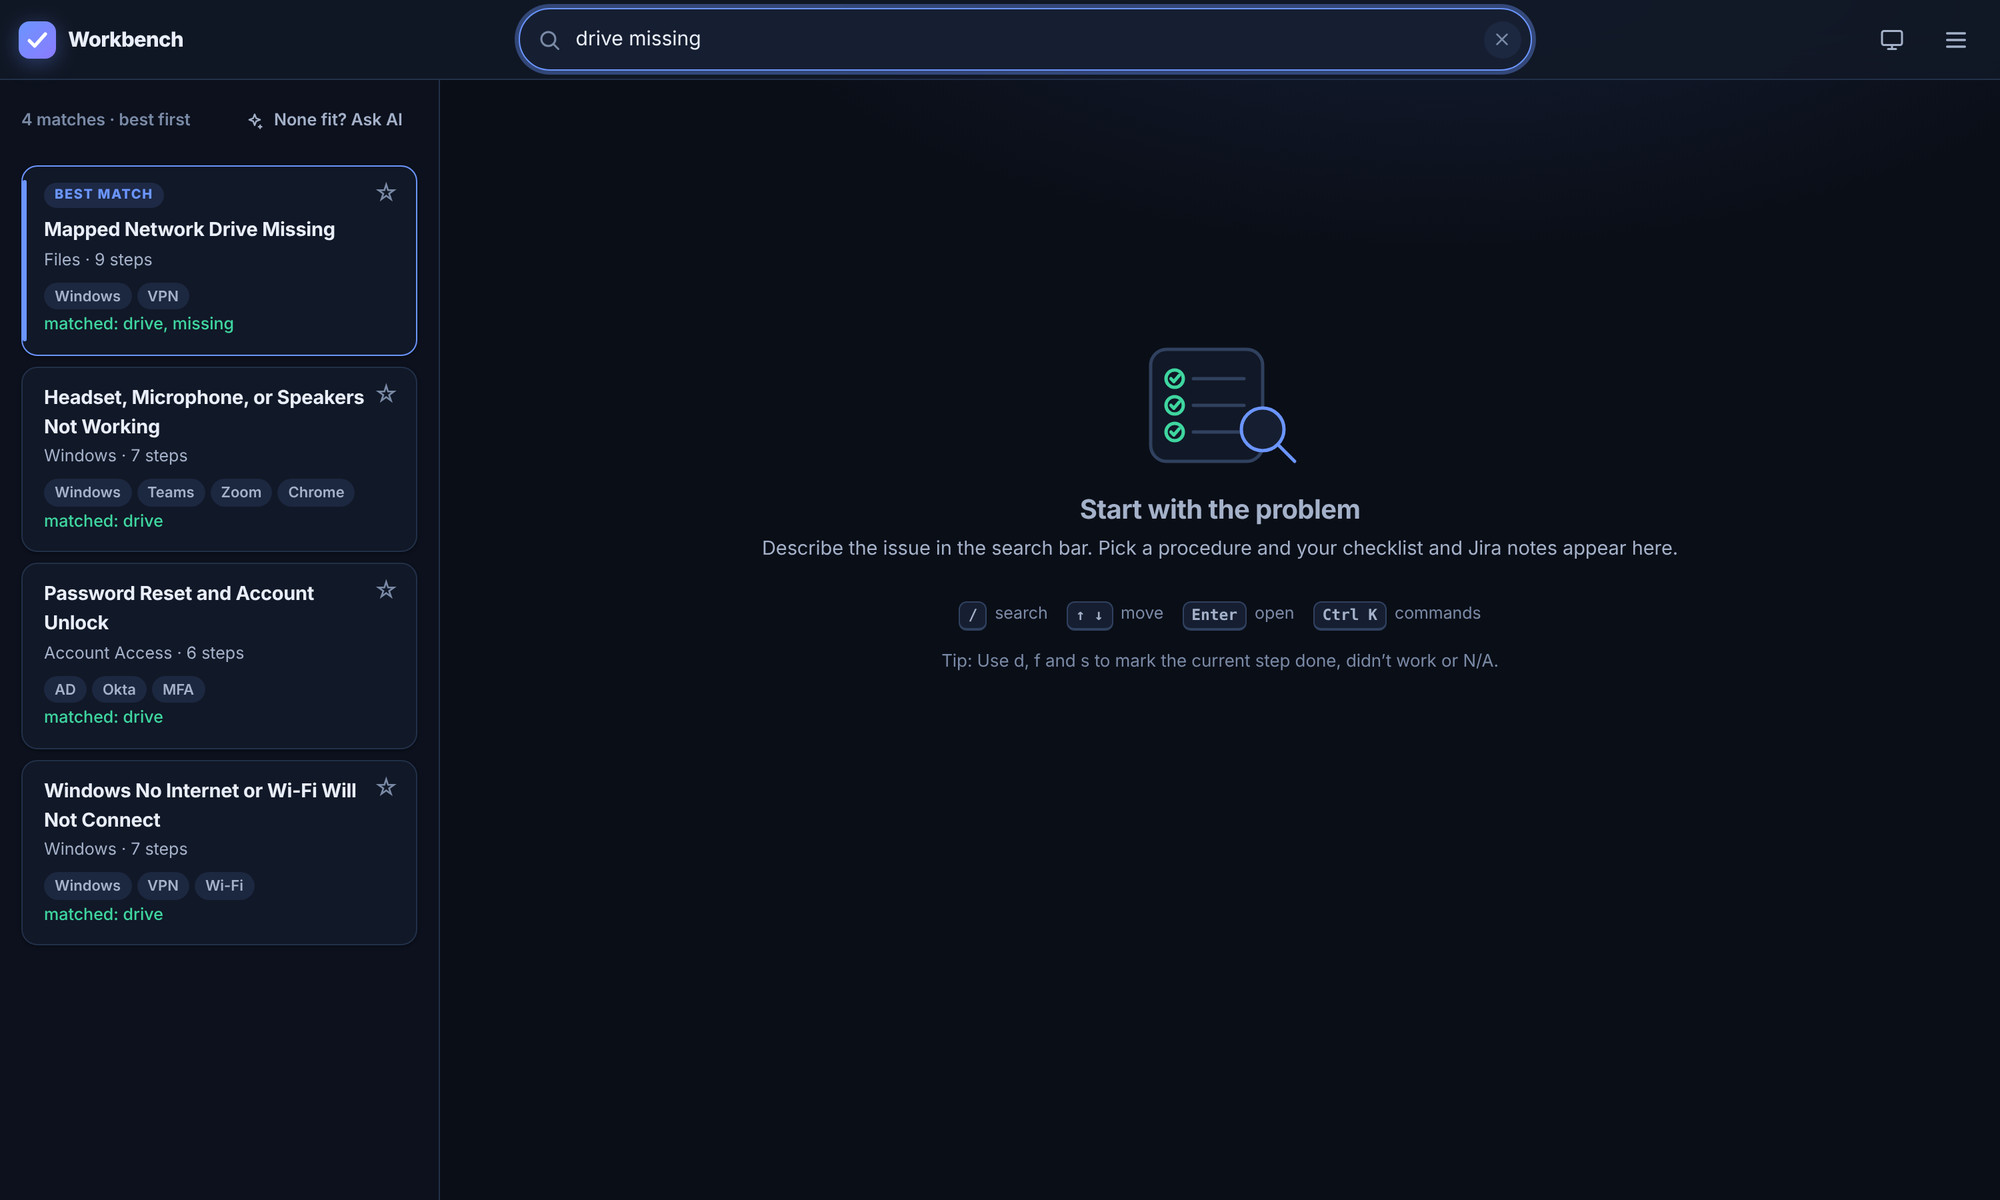 Workbench
drive missing
4 matches · best first
None fit? Ask AI
BEST MATCH
Mapped Network Drive Missing
Files · 9 steps
Windows VPN
matched: drive, missing
Headset, Microphone, or Speakers
Not Working
Windows · 7 steps
Windows Teams Zoom Chrome
matched: drive
Password Reset and Account
Unlock
Account Access · 6 steps
AD Okta MFA
matched: drive
Windows No Internet or Wi-Fi Will
Not Connect
Windows · 7 steps
Windows VPN Wi-Fi
matched: drive
Start with the problem
Describe the issue in the search bar. Pick a procedure and your checklist and Jira notes appear here.
/ search ↑ ↓ move Enter open Ctrl K commands
Tip: Use d, f and s to mark the current step done, didn’t work or N/A.